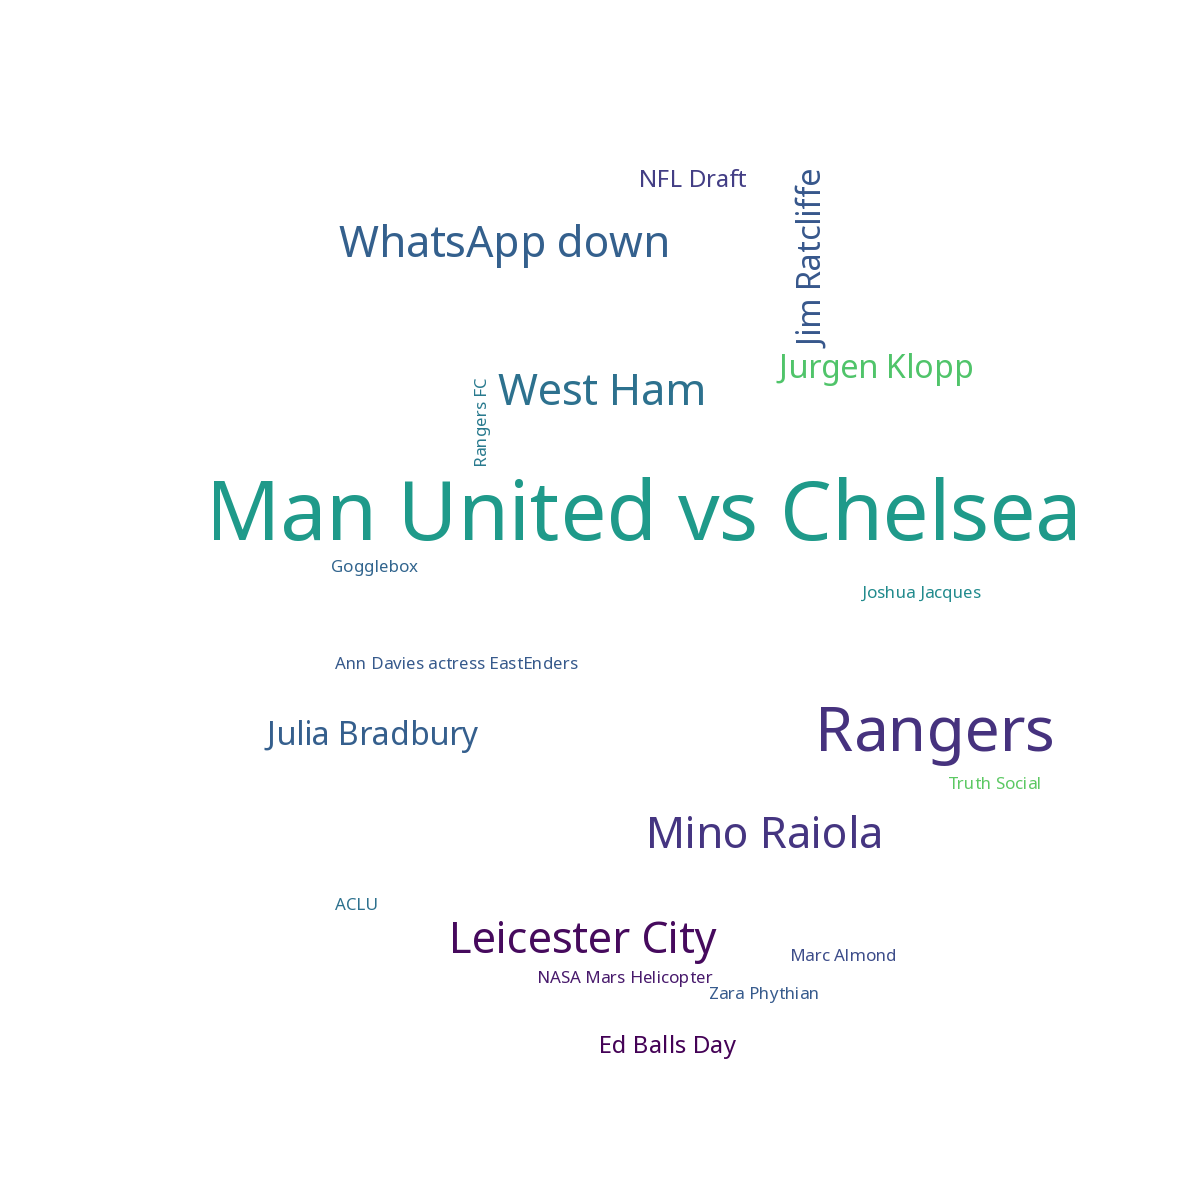 NFL Draft
Jim Ratcliffe
WhatsApp down
Jurgen Klopp
West Ham
Rangers FC
Man United vs Chelsea
Gogglebox
Joshua Jacques
Ann Davies actress EastEnders
Julia Bradbury
Rangers
Truth Social
Mino Raiola
ACLU
Leicester City
Marc Almond
NASA Mars Helicopter
Zara Phythian
Ed Balls Day